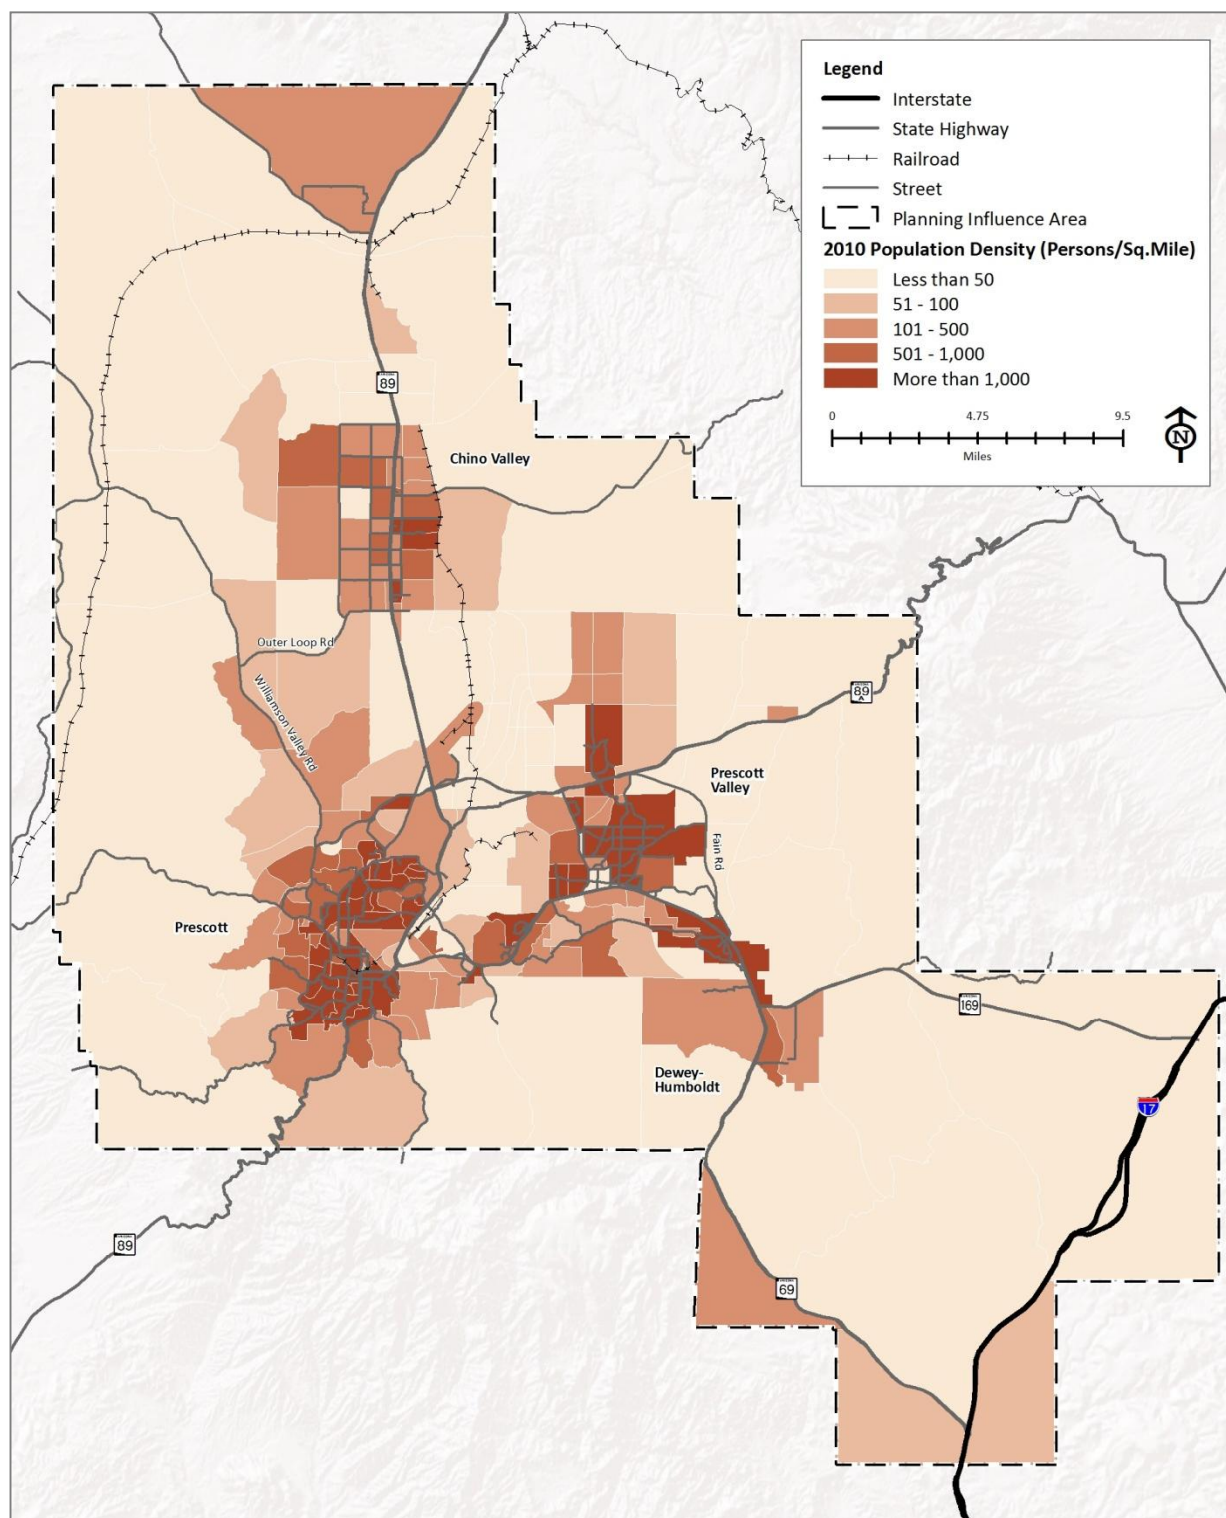 Legend
Interstate
State Highway
Railroad
Street
Planning Influence Area
2010 Population Density (Persons/Sq.Mile)
Less than 50
51 - 100
101 - 500
501 - 1,000
More than 1,000
0 4.75 9.5
Miles
N
89
Chino Valley
Outer Loop Rd
Williamson Valley Rd
89
A
Prescott
Valley
Fain Rd
Prescott
169
Dewey-
Humboldt
17
89
69